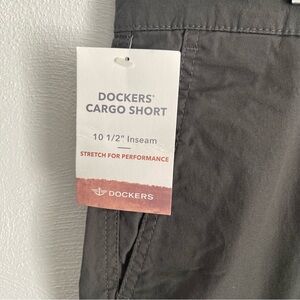 DOCKERS®
CARGO SHORT
10 1/2" Inseam
STRETCH FOR PERFORMANCE
DOCKERS